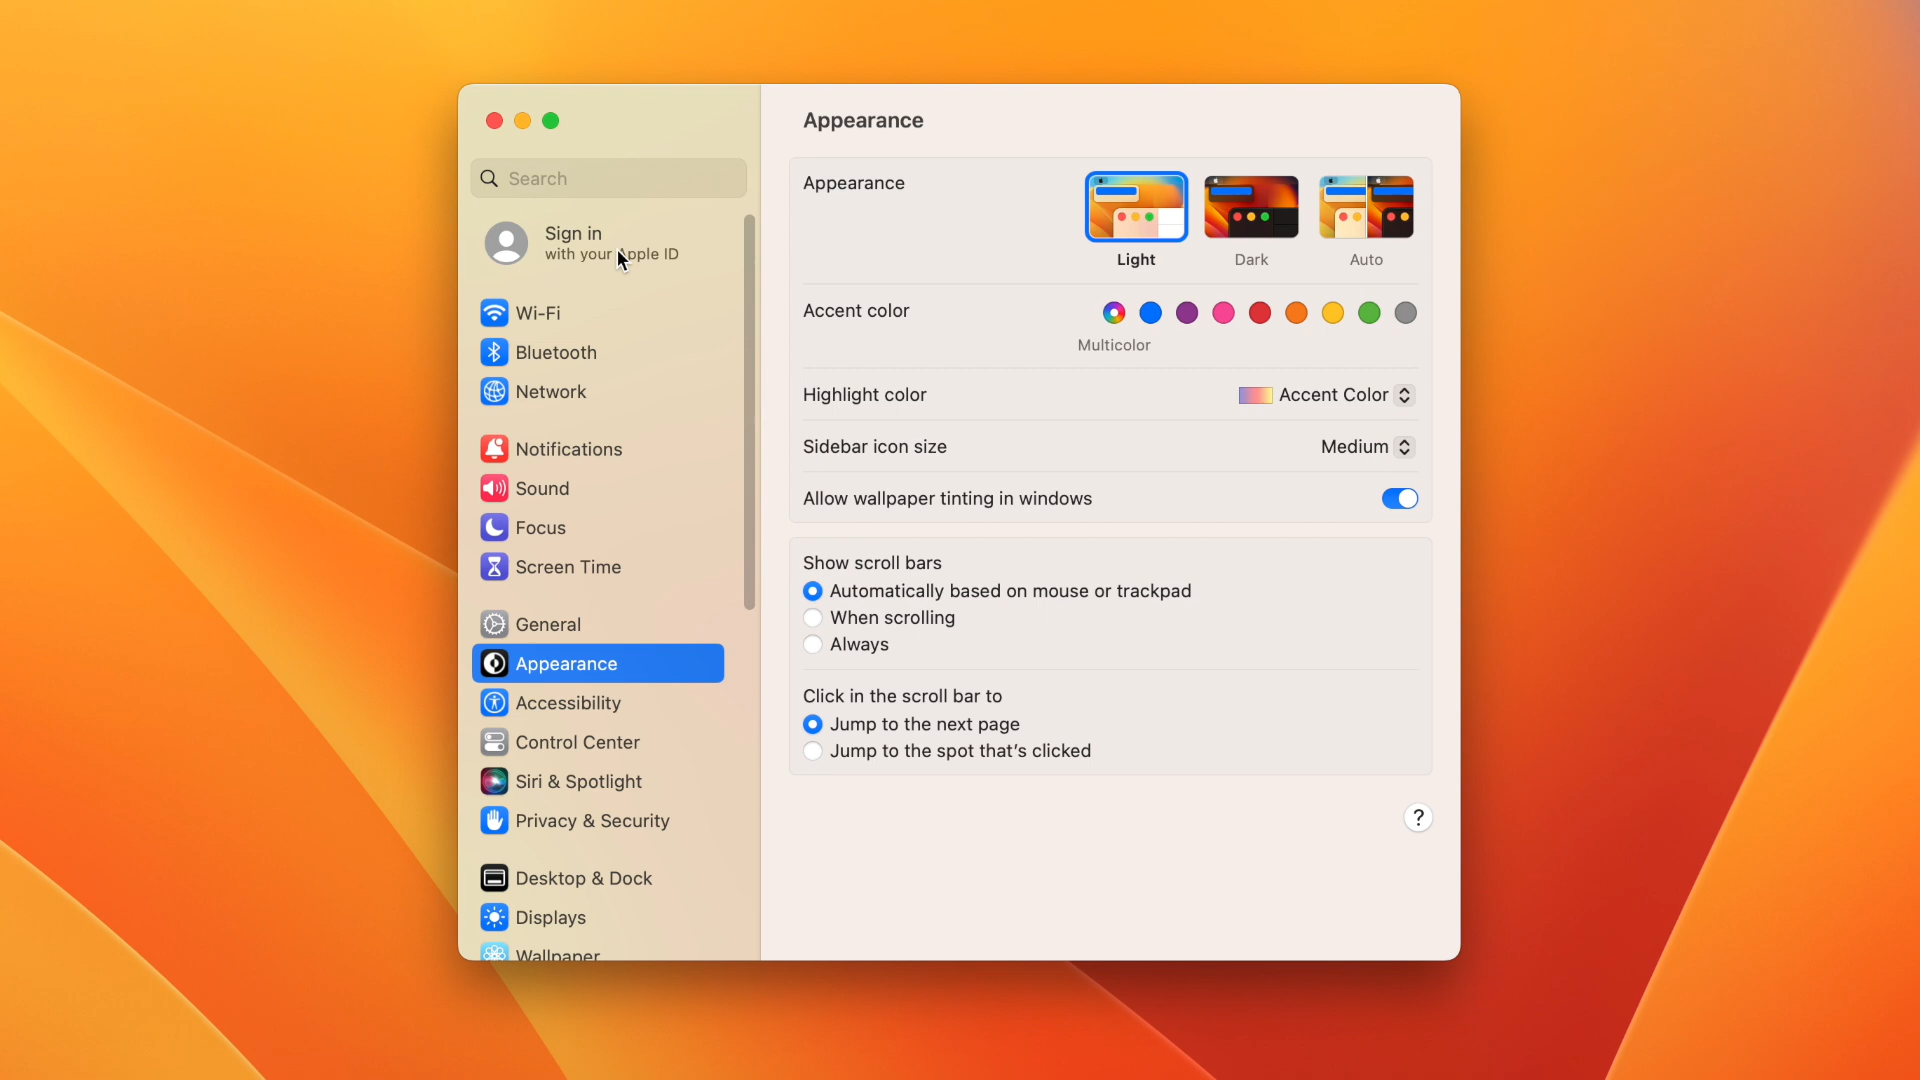 Search
Sign in
with your Apple ID
Wi-Fi
Bluetooth
Network
Notifications
Sound
Focus
Screen Time
General
Appearance
Accessibility
Control Center
Siri & Spotlight
Privacy & Security
Desktop & Dock
Displays
Wallpaper
Appearance
Appearance
Light Dark Auto
Accent color
Multicolor
Highlight color Accent Color
Sidebar icon size Medium
Allow wallpaper tinting in windows
Show scroll bars
Automatically based on mouse or trackpad
When scrolling
Always
Click in the scroll bar to
Jump to the next page
Jump to the spot that's clicked
?